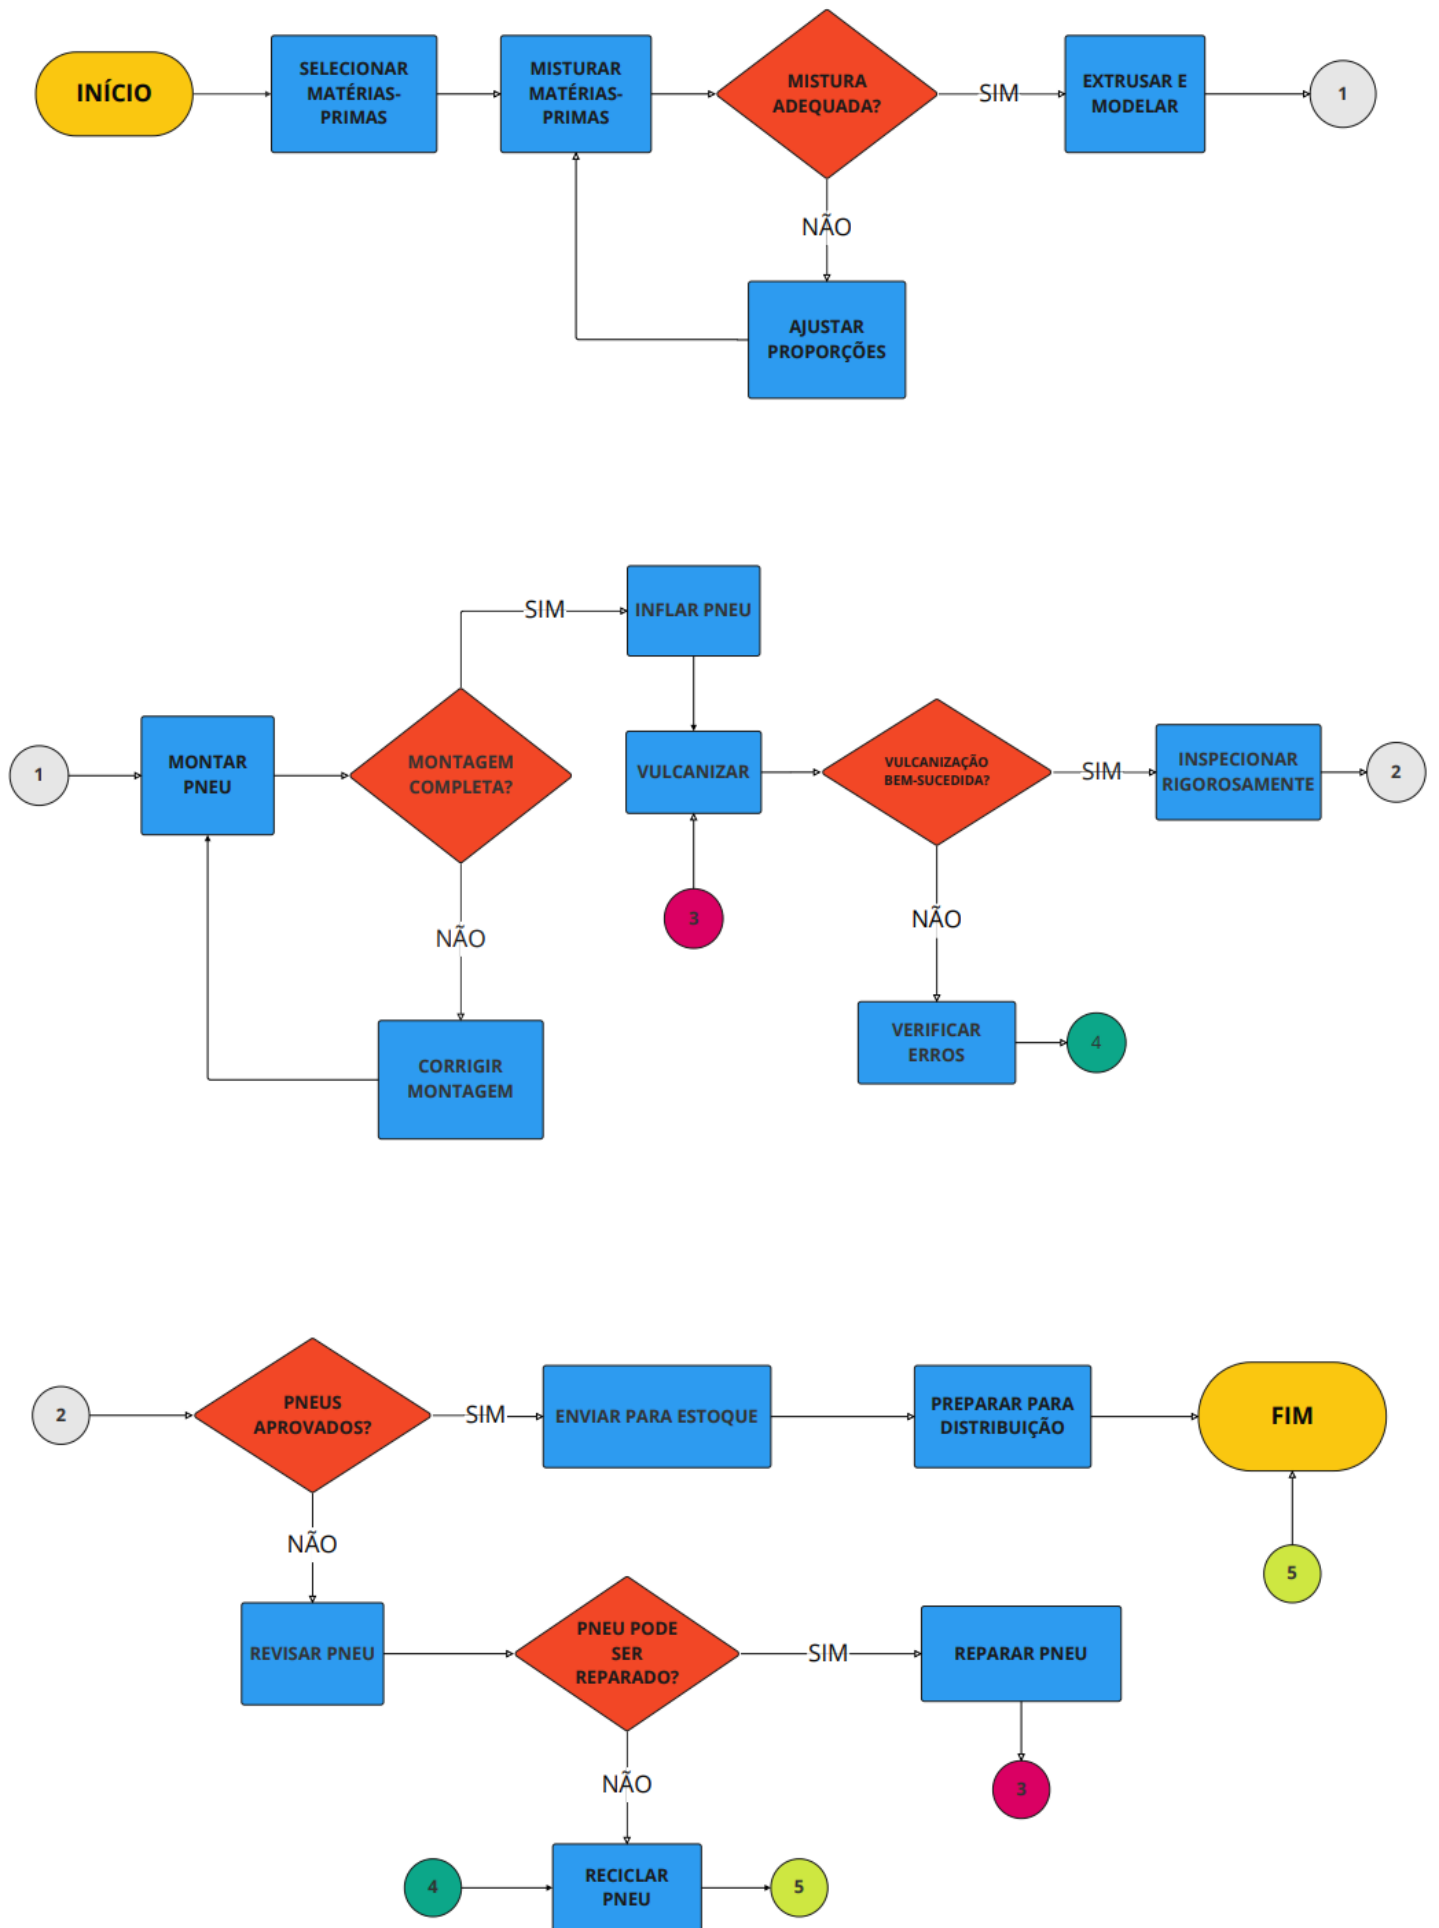 INÍCIO
SELECIONAR
MATÉRIAS-
PRIMAS
MISTURAR
MATÉRIAS-
PRIMAS
MISTURA
ADEQUADA?
SIM
EXTRUSAR E
MODELAR
1
NÃO
AJUSTAR
PROPORÇÕES
SIM
INFLAR PNEU
1
MONTAR
PNEU
MONTAGEM
COMPLETA?
VULCANIZAR
VULCANIZAÇÃO
BEM-SUCEDIDA?
SIM
INSPECIONAR
RIGOROSAMENTE
2
3
NÃO
NÃO
VERIFICAR
ERROS
4
CORRIGIR
MONTAGEM
2
PNEUS
APROVADOS?
SIM
ENVIAR PARA ESTOQUE
PREPARAR PARA
DISTRIBUIÇÃO
FIM
NÃO
5
REVISAR PNEU
PNEU PODE
SER
REPARADO?
SIM
REPARAR PNEU
NÃO
3
4
RECICLAR
PNEU
5